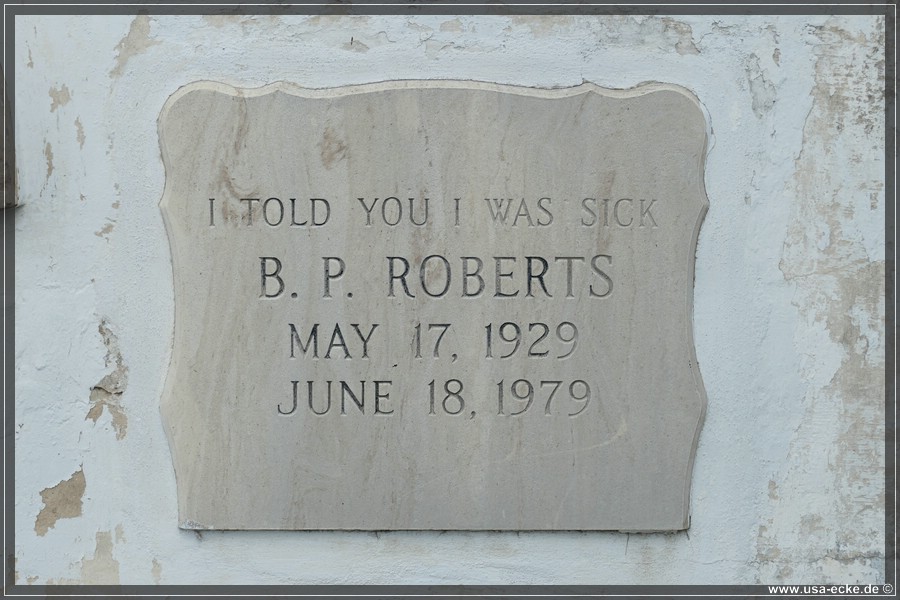 I TOLD YOU I WAS SICK
B. P. ROBERTS
MAY 17, 1929
JUNE 18, 1979
www.usa-ecke.de ©